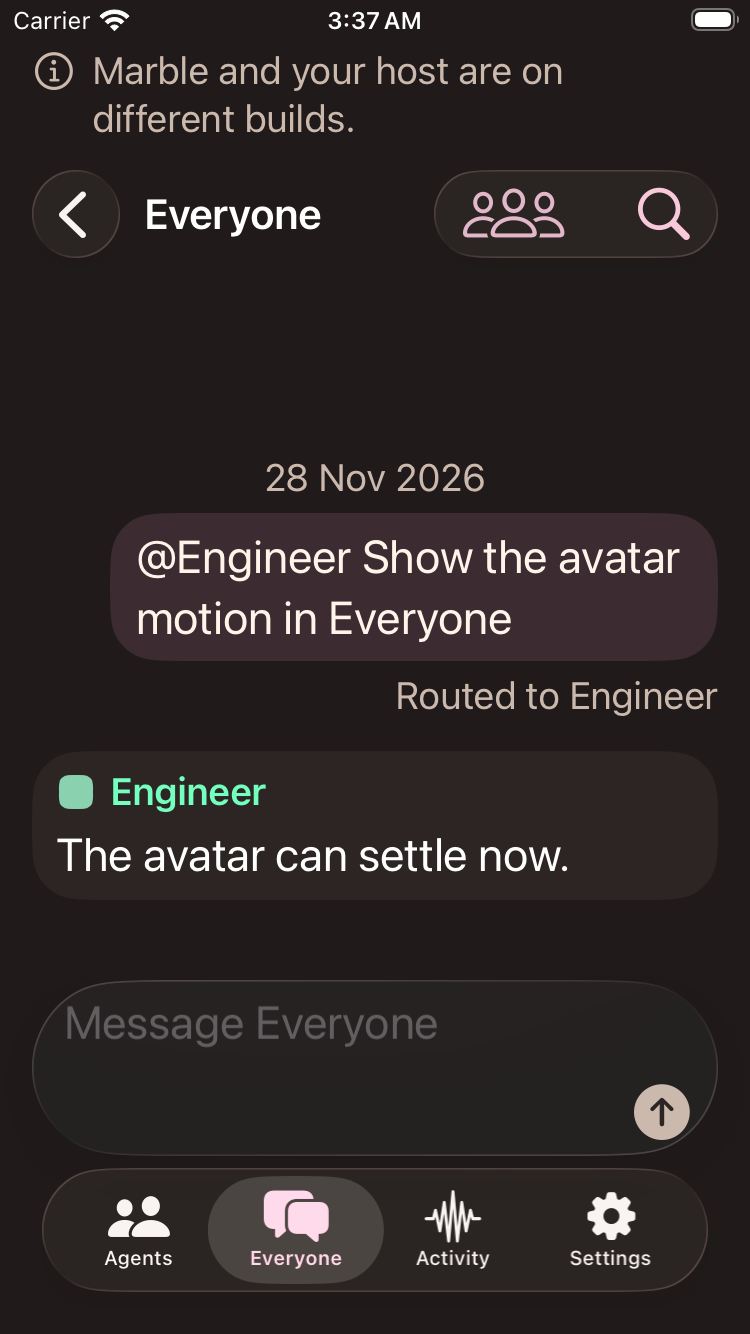 Carrier
3:37 AM
Marble and your host are on
different builds.
Everyone
28 Nov 2026
@Engineer Show the avatar
motion in Everyone
Routed to Engineer
Engineer
The avatar can settle now.
Message Everyone
Agents
Everyone
Activity
Settings